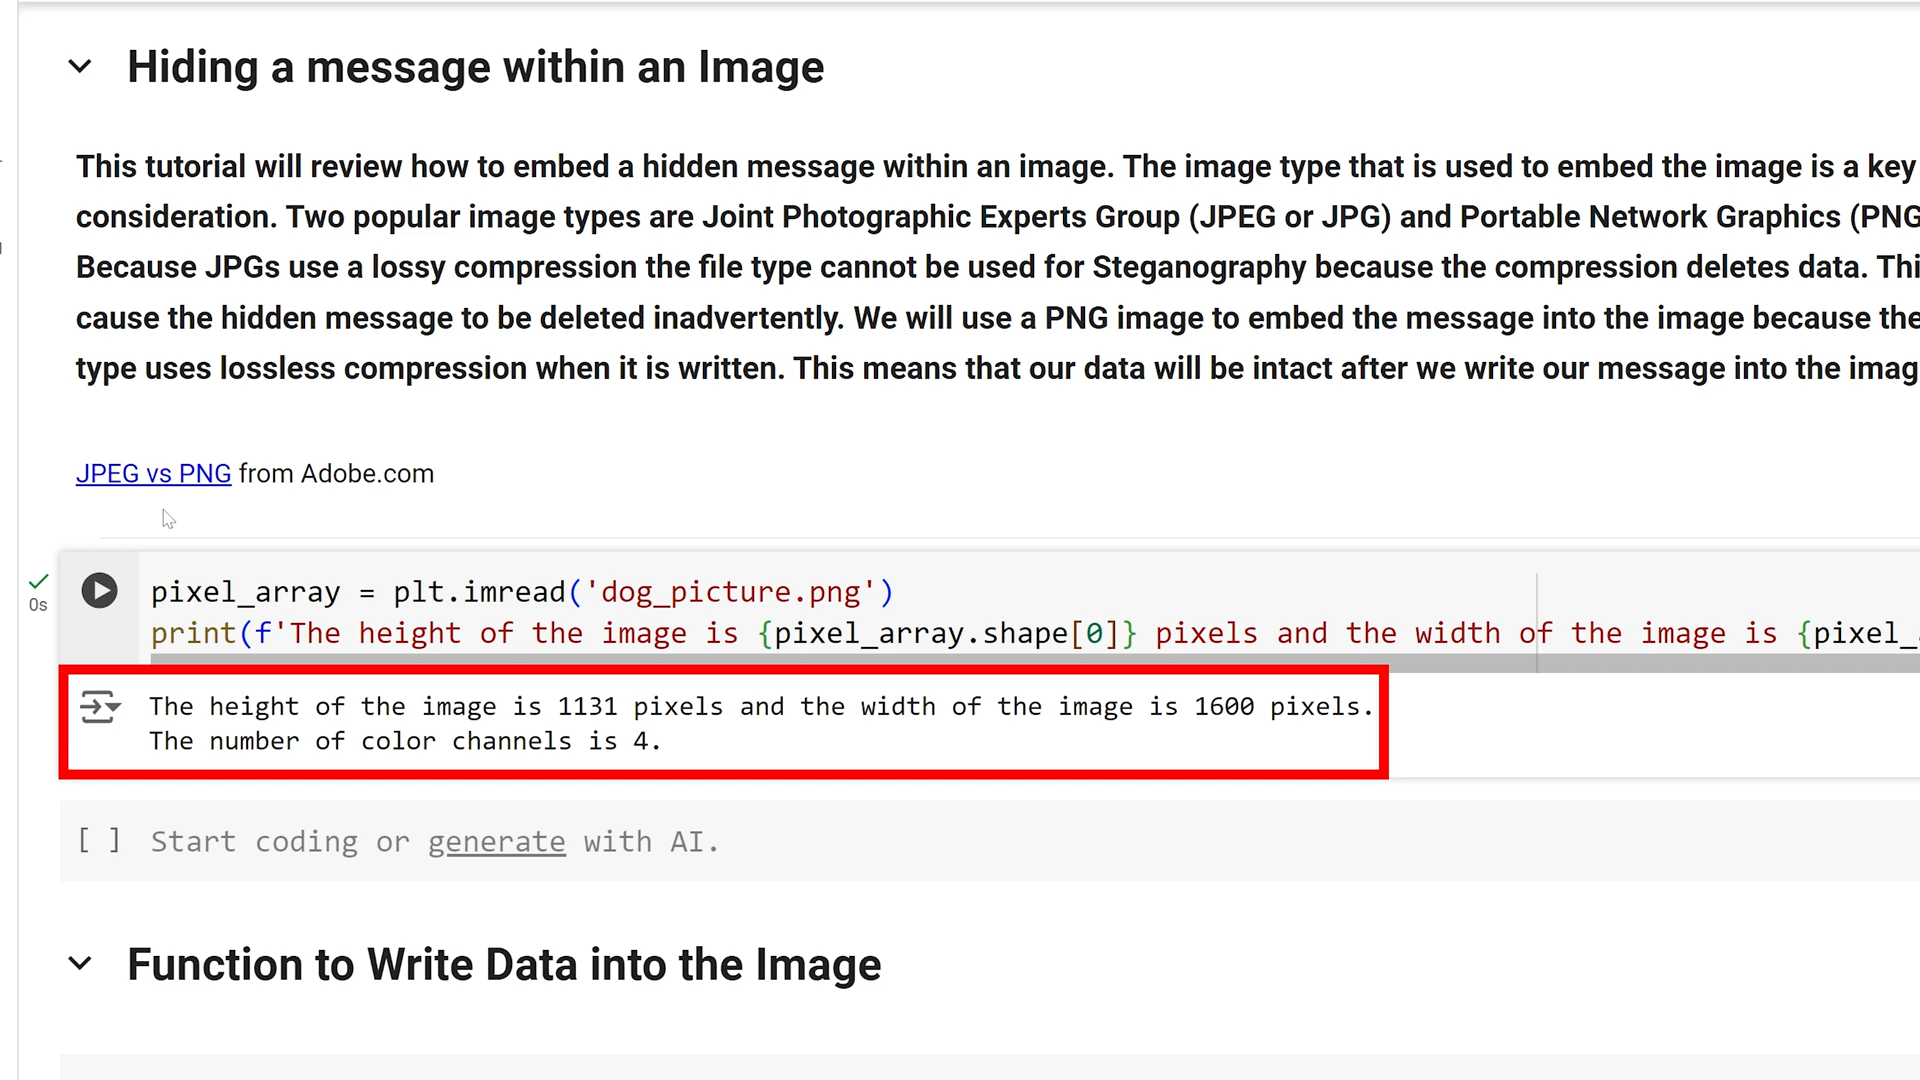 Hiding a message within an Image
This tutorial will review how to embed a hidden message within an image. The image type that is used to embed the image is a key
consideration. Two popular image types are Joint Photographic Experts Group (JPEG or JPG) and Portable Network Graphics (PNG
Because JPGs use a lossy compression the file type cannot be used for Steganography because the compression deletes data. Thi
cause the hidden message to be deleted inadvertently. We will use a PNG image to embed the message into the image because the
type uses lossless compression when it is written. This means that our data will be intact after we write our message into the imag
JPEG vs PNG from Adobe.com
0s
pixel_array = plt.imread('dog_picture.png')
print(f'The height of the image is {pixel_array.shape[0]} pixels and the width of the image is {pixel_
The height of the image is 1131 pixels and the width of the image is 1600 pixels.
The number of color channels is 4.
[ ] Start coding or generate with AI.
Function to Write Data into the Image